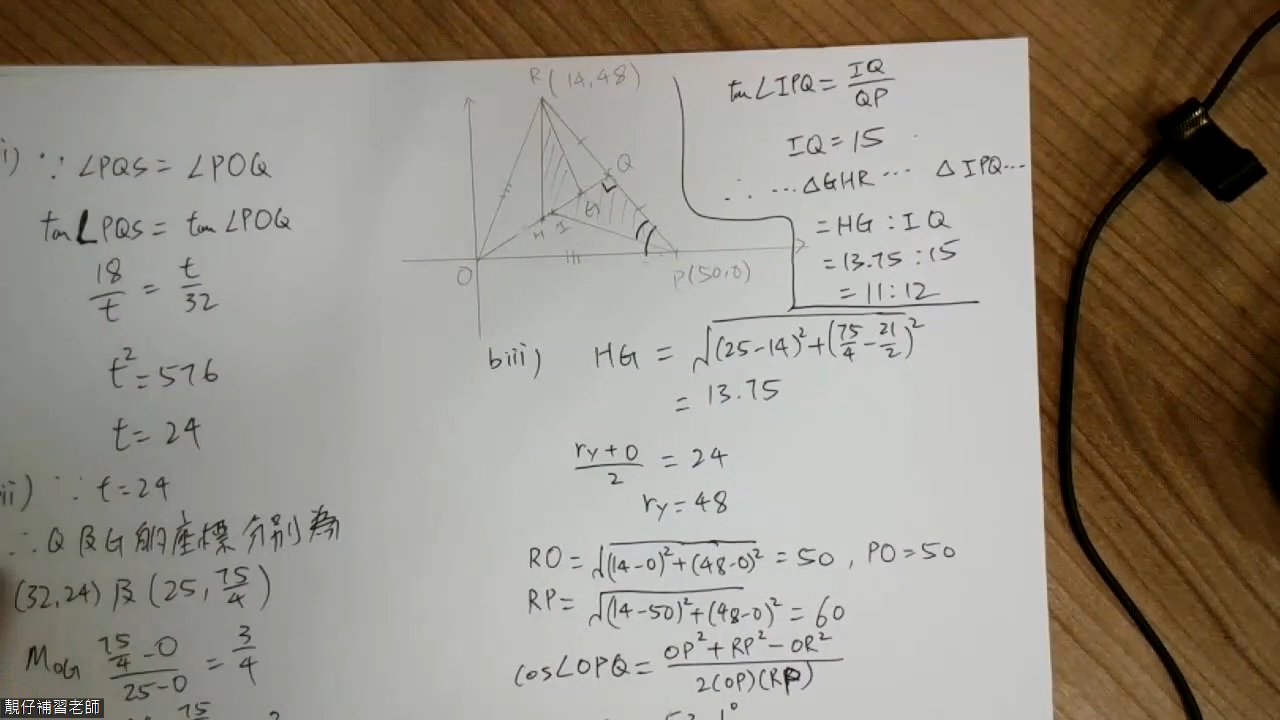 i) ∵ ∠PQS = ∠POQ
tan∠PQS = tan∠POQ
18/t = t/32
t² = 576
t = 24
ii) ∵ t = 24
∴ Q 及 G 的座標分別為
(32,24) 及 (25, 75/4)
MOG (75/4 - 0)/(25 - 0) = 3/4
R(14,48)
Q
G
H
I
O
P(50,0)
tan∠IPQ = IQ/QP
IQ = 15
∴ ... △GHR ... △IPQ...
= HG : IQ
= 13.75 : 15
= 11 : 12
biii) HG = √((25-14)² + (75/4 - 21/2)²)
= 13.75
(ry + 0)/2 = 24
ry = 48
RO = √((14-0)² + (48-0)²) = 50 , PO = 50
RP = √((14-50)² + (48-0)²) = 60
cos∠OPQ = (OP² + RP² - OR²)/(2(OP)(RP))
靚仔補習老師